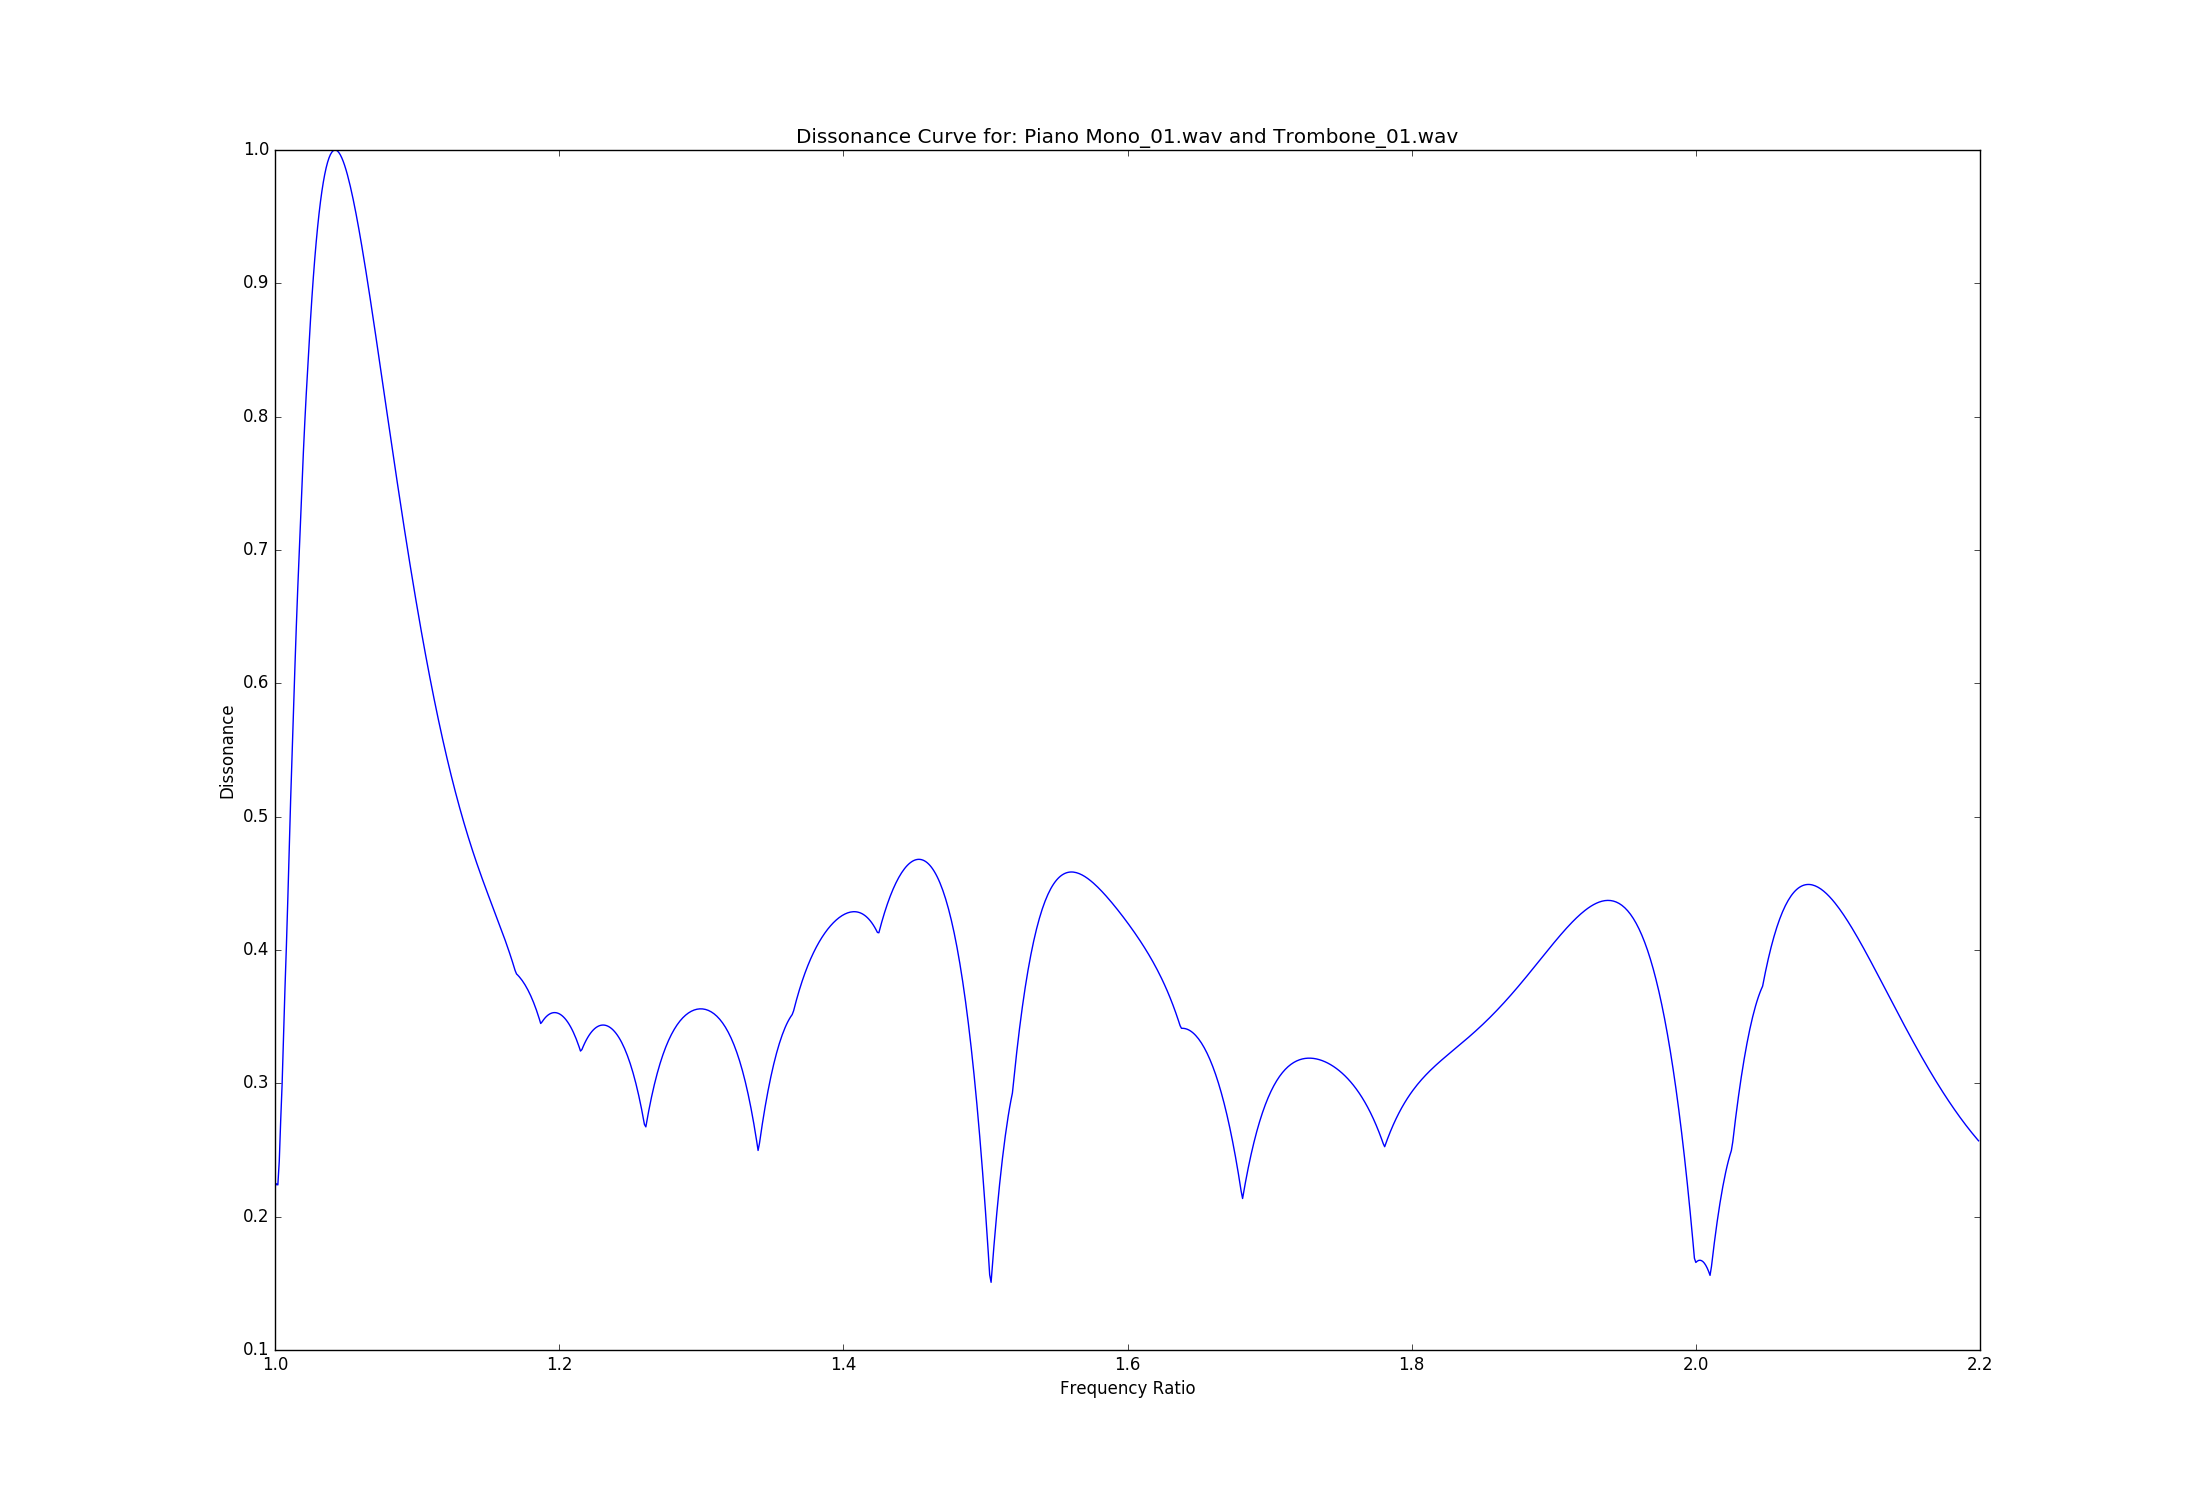 Dissonance Curve for: Piano Mono_01.wav and Trombone_01.wav
1.0
0.9
0.8
0.7
0.6
0.5
0.4
0.3
0.2
0.1
Dissonance
1.0 1.2 1.4 1.6 1.8 2.0 2.2
Frequency Ratio